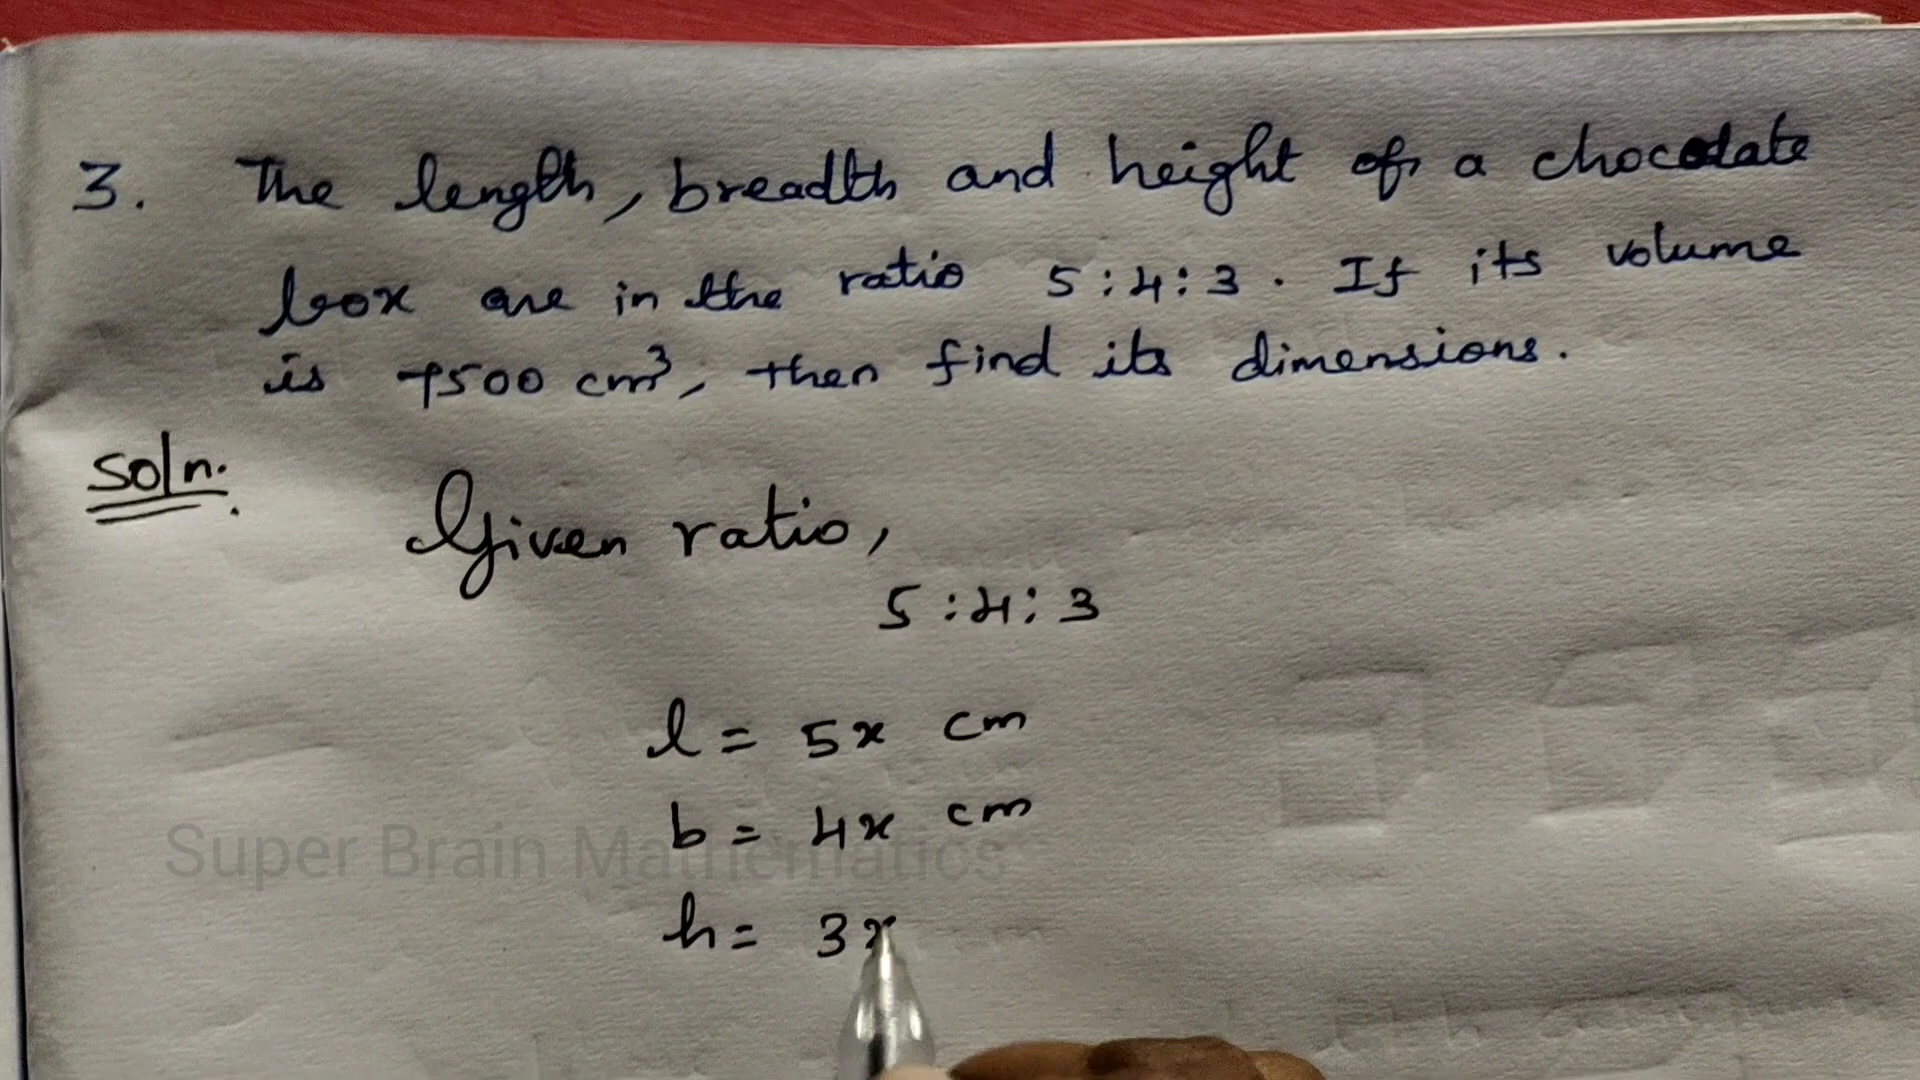 3. The length, breadth and height of a chocolate
box are in the ratio 5:4:3. If its volume
is 7500 cm³, then find its dimensions.
Soln.
Given ratio,
5:4:3
l = 5x cm
b = 4x cm
Super Brain Mathematics
h = 3x